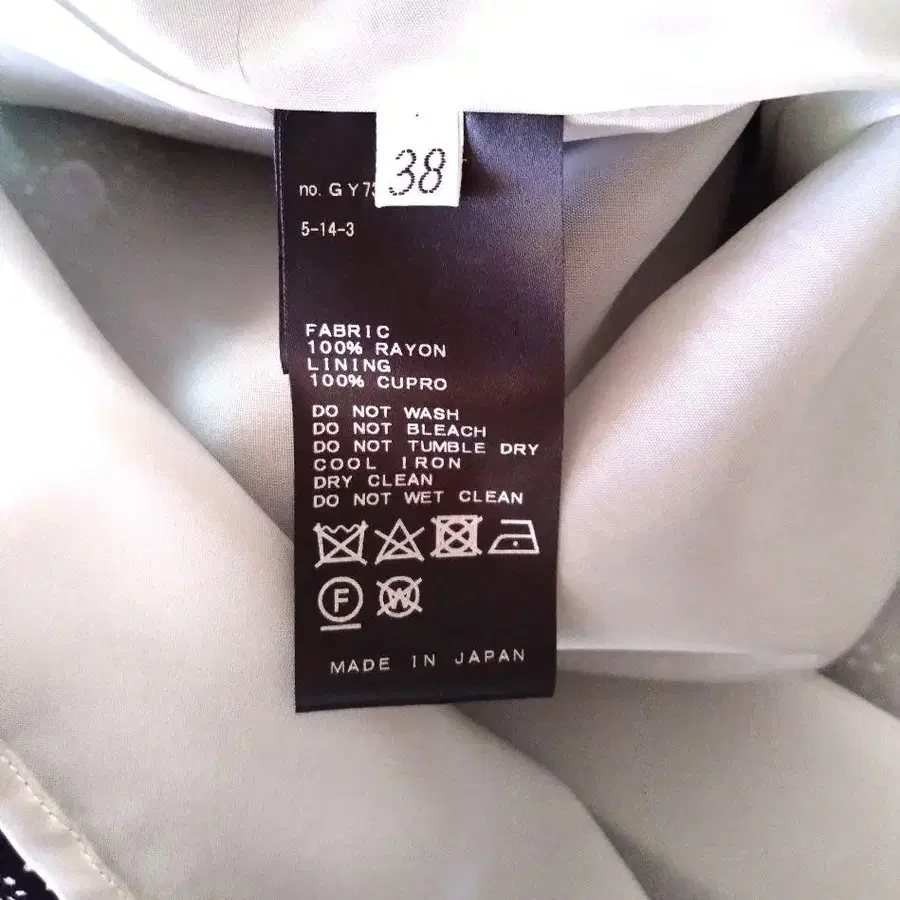 38
no. GY7
5-14-3
FABRIC
100% RAYON
LINING
100% CUPRO
DO NOT WASH
DO NOT BLEACH
DO NOT TUMBLE DRY
COOL IRON
DRY CLEAN
DO NOT WET CLEAN
F W
MADE IN JAPAN